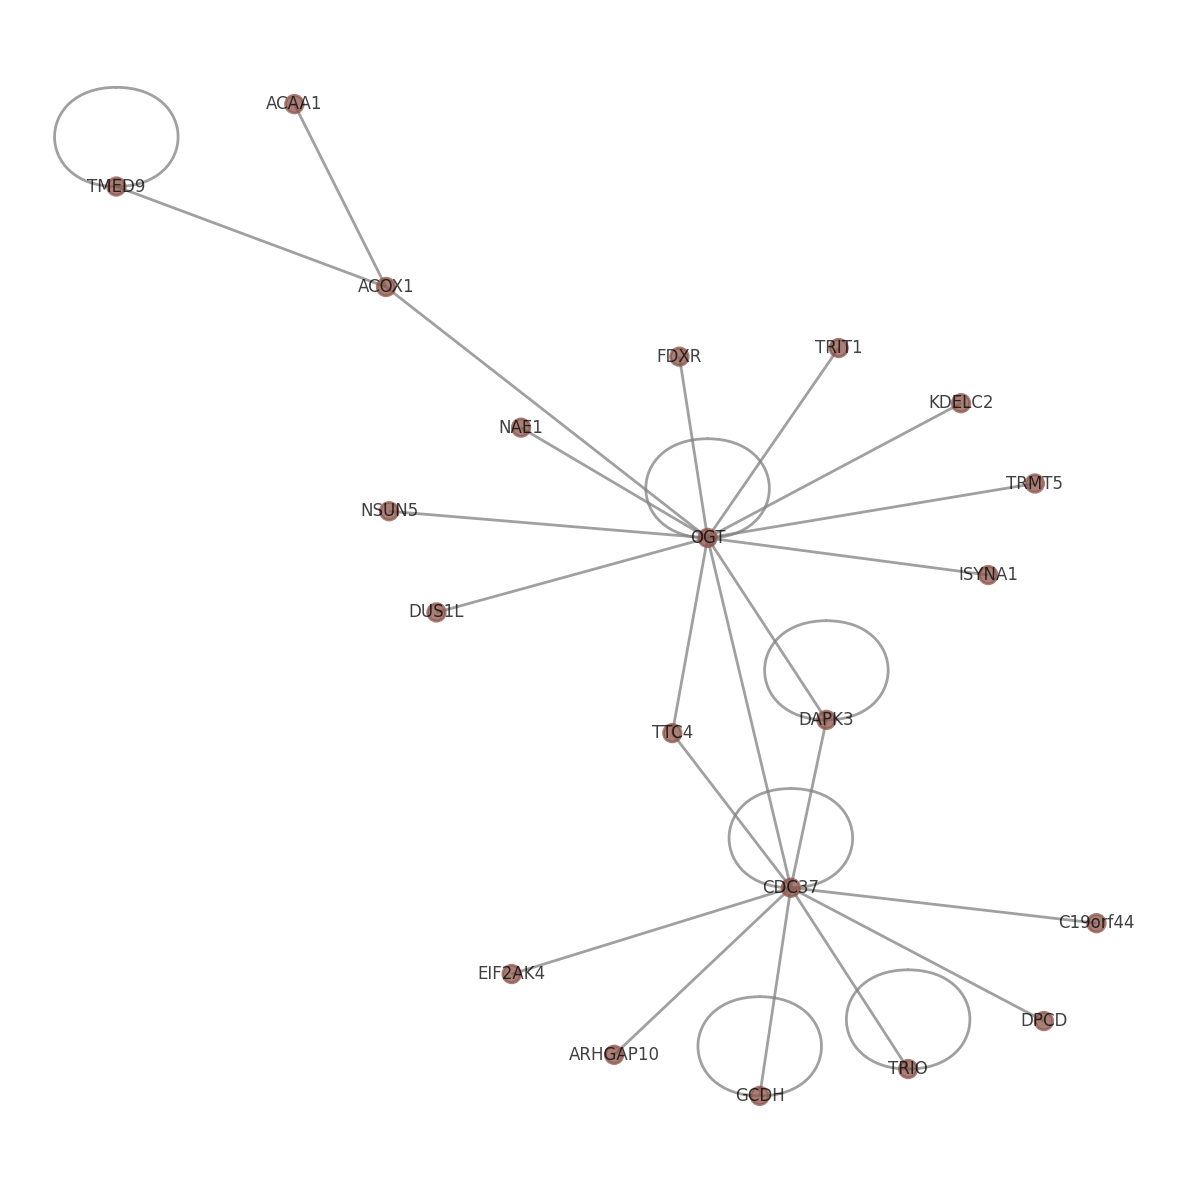 ACAA1
TMED9
ACOX1
TRIT1
FDXR
KDELC2
NAE1
TRMT5
NSUN5
OGT
ISYNA1
DUS1L
DAPK3
TTC4
CDC37
C19orf44
EIF2AK4
DPCD
ARHGAP10
TRIO
GCDH